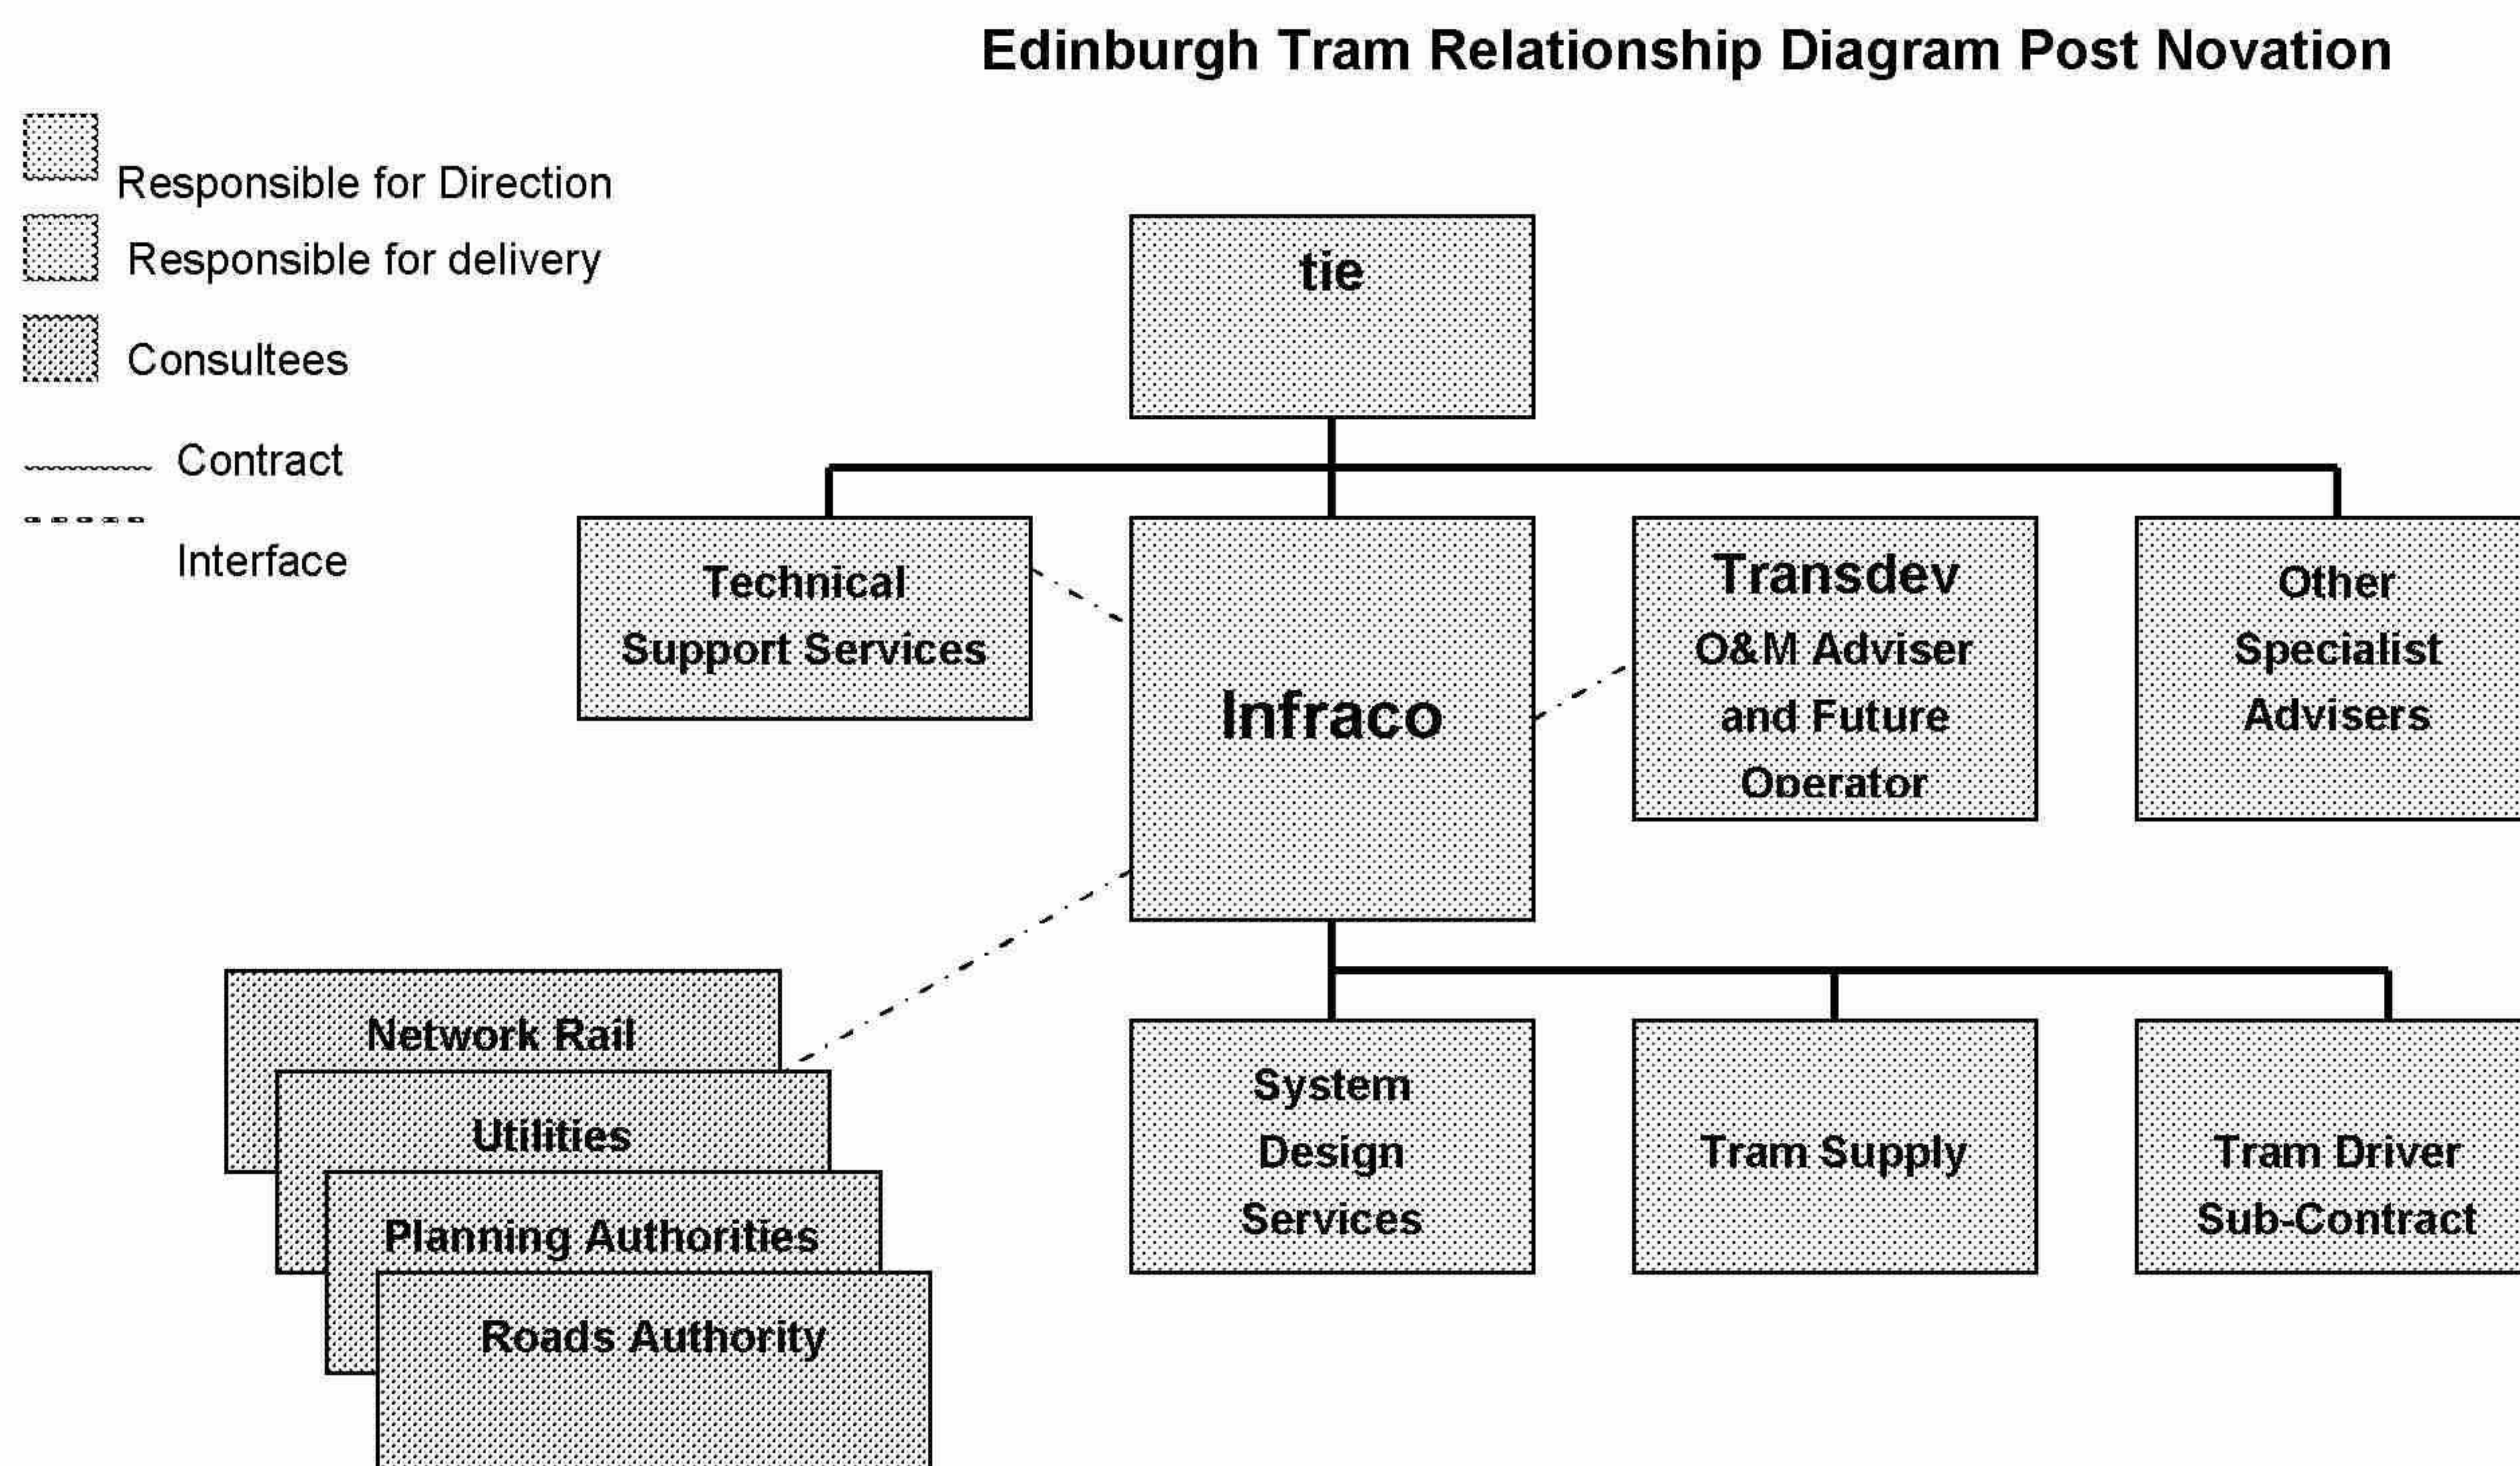 Edinburgh Tram Relationship Diagram Post Novation
Responsible for Direction
Responsible for delivery
Consultees
Contract
Interface
tie
Technical
Support Services
Infraco
Transdev
O&M Adviser
and Future
Operator
Other
Specialist
Advisers
Network Rail
Utilities
Planning Authorities
Roads Authority
System
Design
Services
Tram Supply
Tram Driver
Sub-Contract